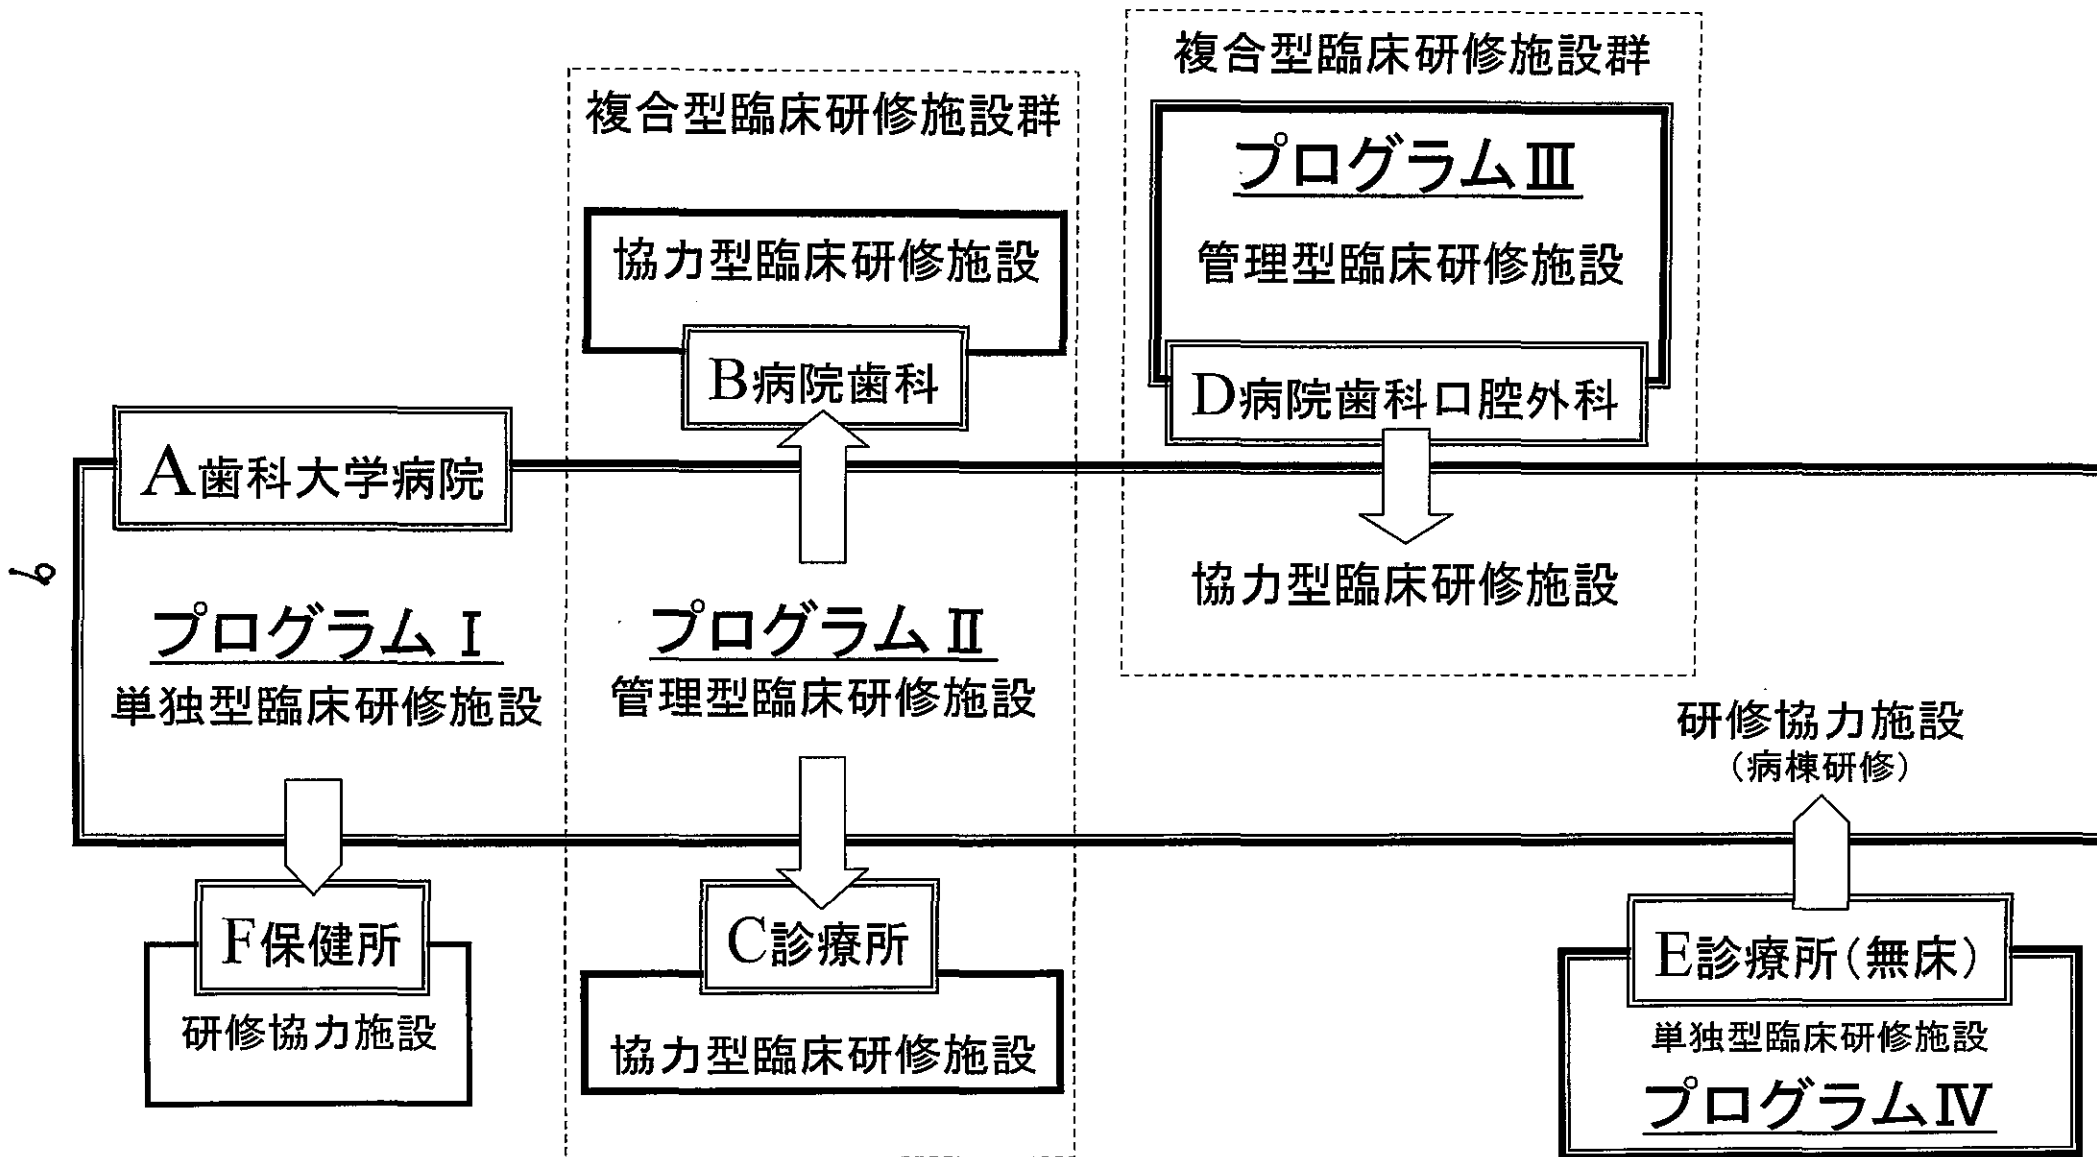 複合型臨床研修施設群
協力型臨床研修施設
B病院歯科
複合型臨床研修施設群
プログラムⅢ
管理型臨床研修施設
D病院歯科口腔外科
協力型臨床研修施設
A歯科大学病院
プログラムⅠ
単独型臨床研修施設
プログラムⅡ
管理型臨床研修施設
研修協力施設
（病棟研修）
F保健所
研修協力施設
C診療所
協力型臨床研修施設
E診療所（無床）
単独型臨床研修施設
プログラムⅣ